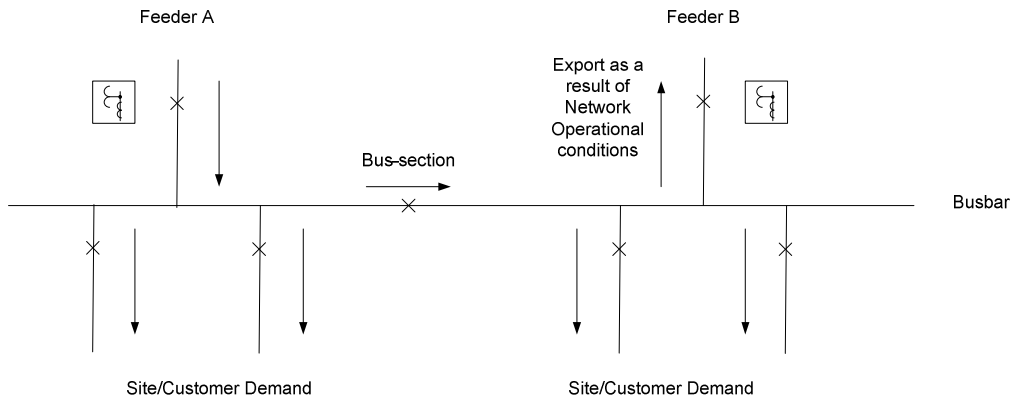 Feeder A
Feeder B
Export as a
result of
Network
Operational
conditions
Bus-section
Busbar
Site/Customer Demand
Site/Customer Demand